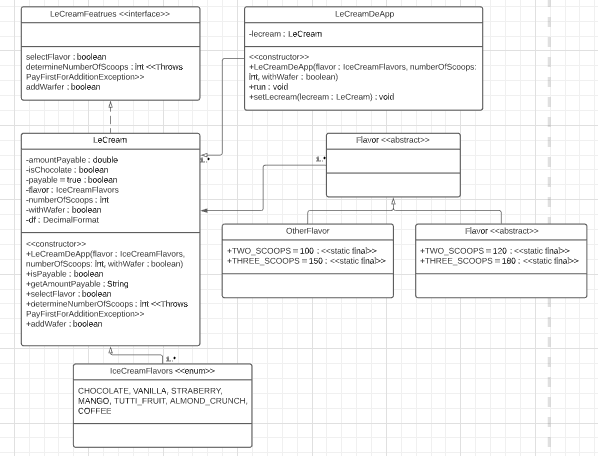 LeCreamFeatrues <<interface>>
selectFlavor : boolean
determineNumberOfScoops : int <<Throws
PayFirstForAdditionException>>
addWarfer : boolean
LeCreamDeApp
-lecream : LeCream
<<constructor>>
+LeCreamDeApp(flavor : IceCreamFlavors, numberOfScoops:
int, withWafer : boolean)
+run : void
+setLecream(lecream : LeCream) : void
LeCream
-amountPayable : double
-isChocolate : boolean
-payable = true : boolean
-flavor : IceCreamFlavors
-numberOfScoops : int
-withWafer : boolean
-df : DecimalFormat
<<constructor>>
+LeCreamDeApp(flavor : IceCreamFlavors,
numberOfScoops: int, withWafer : boolean)
+isPayable : boolean
+getAmountPayable : String
+selectFlavor : boolean
+determineNumberOfScoops : int <<Throws
PayFirstForAdditionException>>
+addWafer : boolean
1..*
1..*
Flavor <<abstract>>
OtherFlavor
+TWO_SCOOPS = 100 : <<static final>>
+THREE_SCOOPS = 150 : <<static final>>
Flavor <<abstract>>
+TWO_SCOOPS = 120 : <<static final>>
+THREE_SCOOPS = 180 : <<static final>>
1..*
IceCreamFlavors <<enum>>
CHOCOLATE, VANILLA, STRABERRY,
MANGO, TUTTI_FRUIT, ALMOND_CRUNCH,
COFFEE